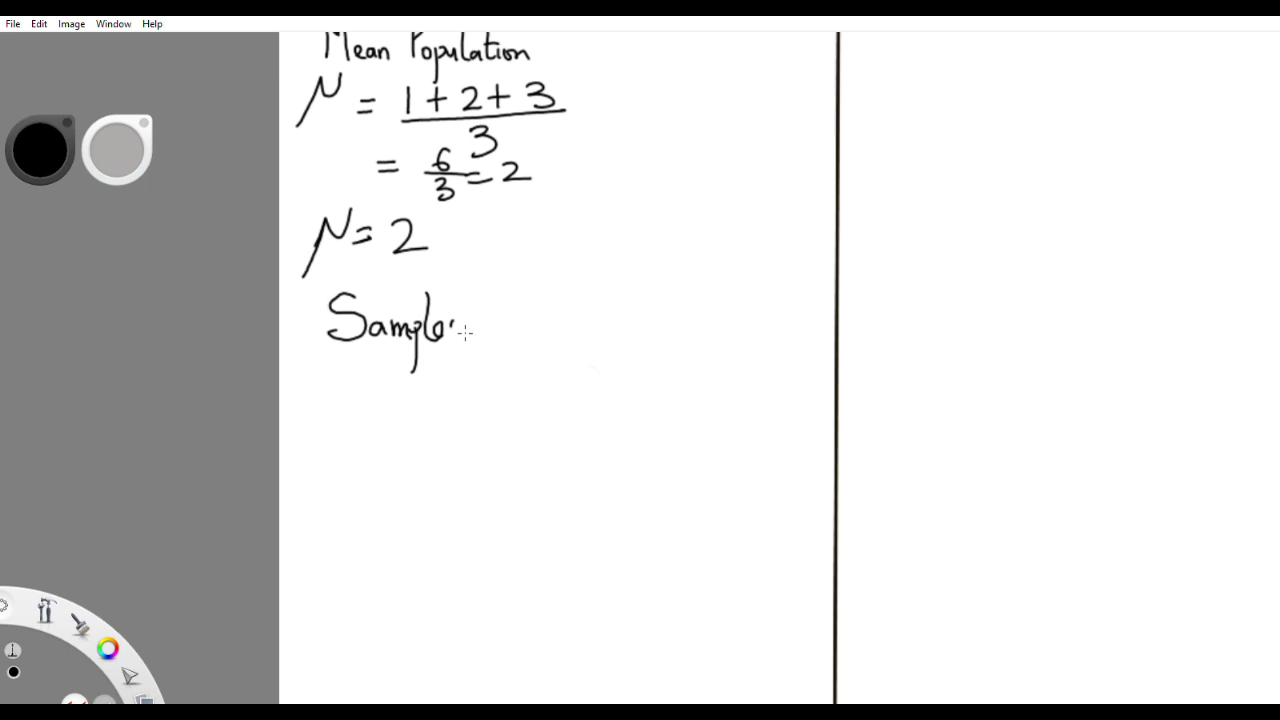 File Edit Image Window Help
Mean Population
μ = 1 + 2 + 3
3
= 6/3 = 2
μ = 2
Sample